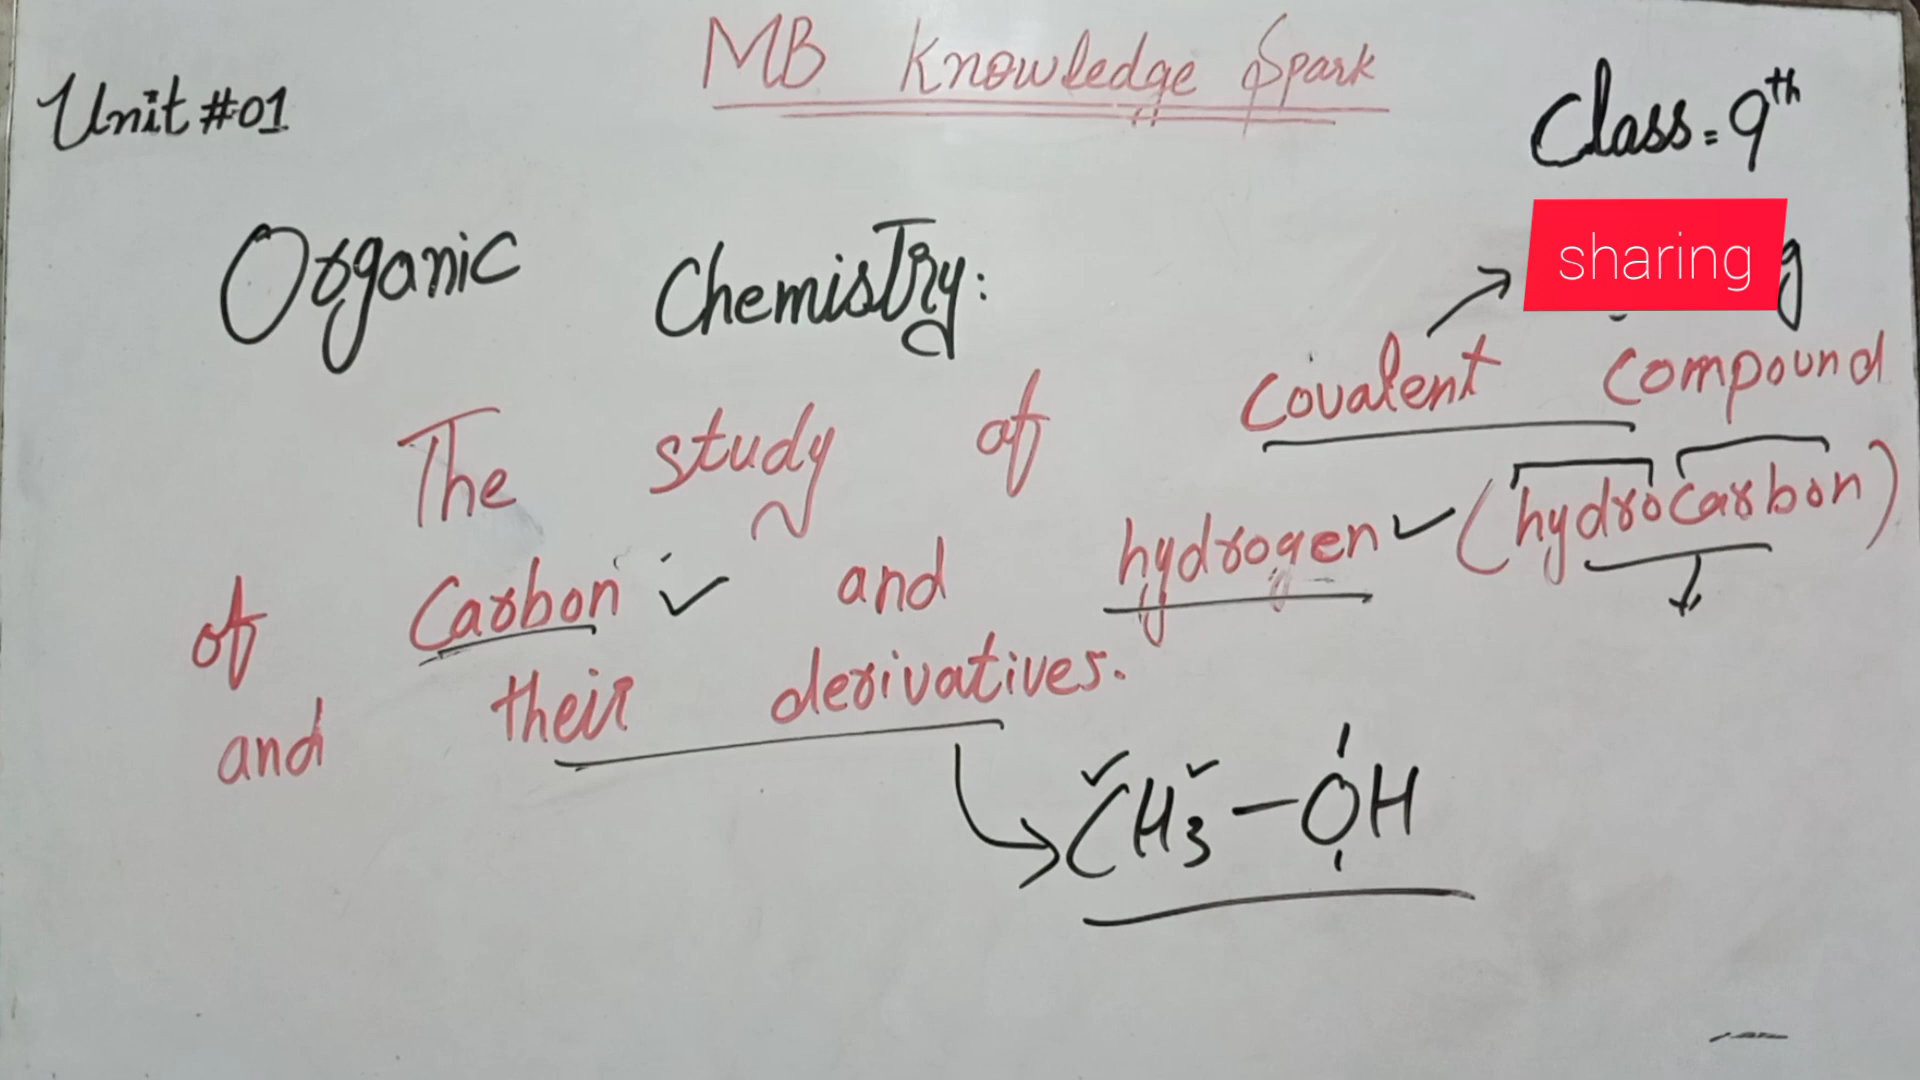 MB Knowledge Spark
Unit #01
Class = 9th
Organic Chemistry:
sharing
The study of covalent compound
of Carbon and hydrogen (hydrocarbon)
and their derivatives.
CH3-OH